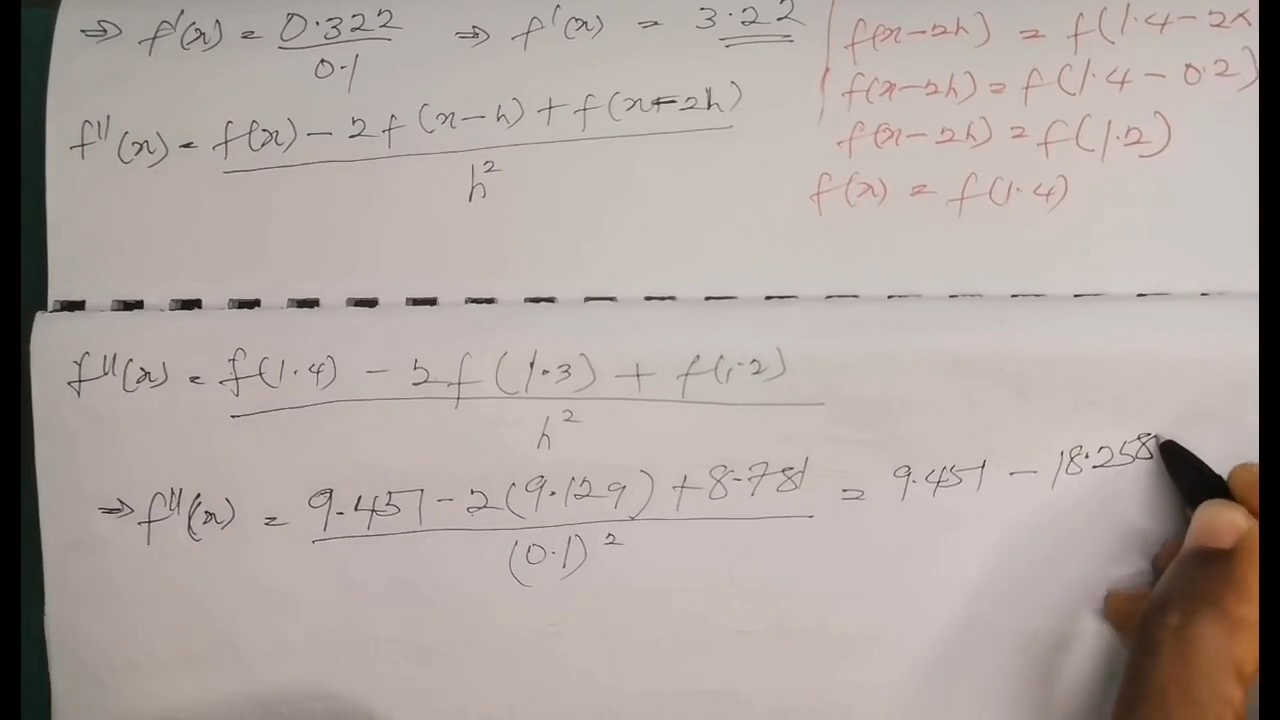 ⇒ f'(x) = 0.322 / 0.1 ⇒ f'(x) = 3.22
f(x-2h) = f(1.4-2×
f(x-2h) = f(1.4-0.2)
f''(x) = f(x) - 2f(x-h) + f(x-2h) / h²
f(x-2h) = f(1.2)
f(x) = f(1.4)
f''(x) = f(1.4) - 2f(1.3) + f(1.2) / h²
⇒ f''(x) = 9.451 - 2(9.129) + 8.781 / (0.1)² = 9.451 - 18.258